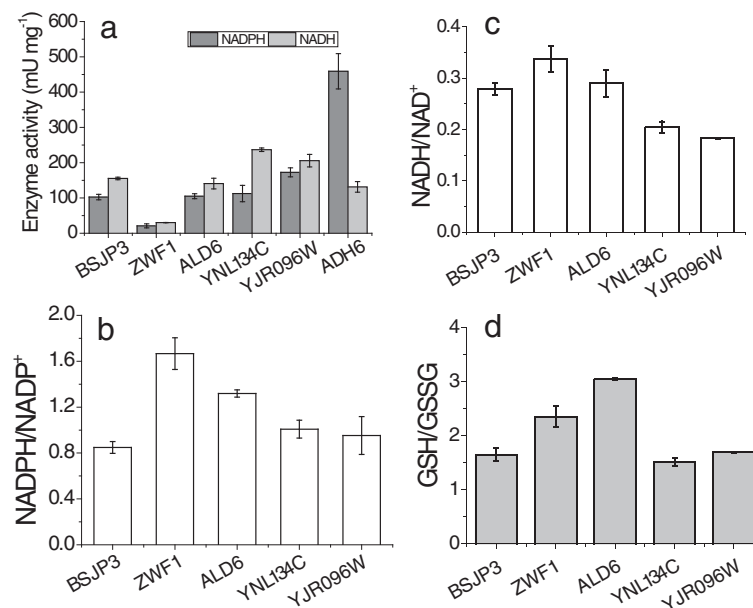 a
NADPH NADH
Enzyme activity (mU mg⁻¹)
600
500
400
300
200
100
0
BSJP3 ZWF1 ALD6 YNL134C YJR096W ADH6
c
NADH/NAD⁺
0.4
0.3
0.2
0.1
0.0
BSJP3 ZWF1 ALD6 YNL134C YJR096W
b
NADPH/NADP⁺
2.0
1.6
1.2
0.8
0.4
0.0
BSJP3 ZWF1 ALD6 YNL134C YJR096W
d
GSH/GSSG
4
3
2
1
0
BSJP3 ZWF1 ALD6 YNL134C YJR096W